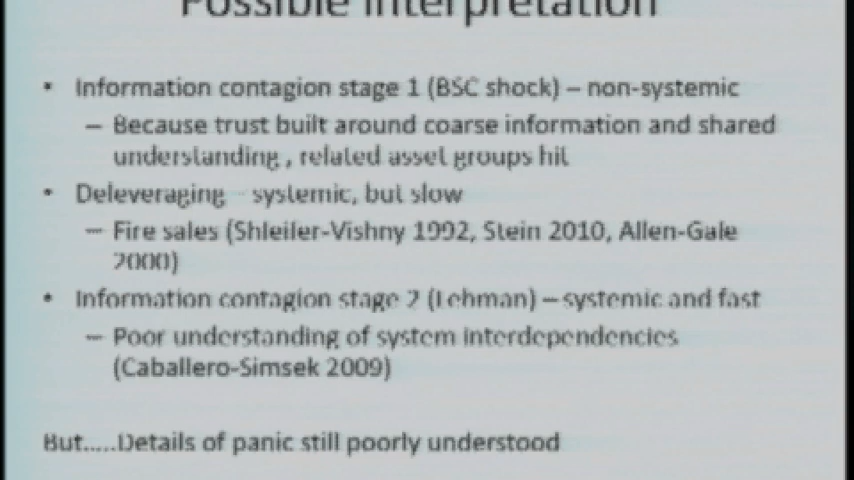 Possible Interpretation
• Information contagion stage 1 (BSC shock) – non-systemic
– Because trust built around coarse information and shared
understanding , related asset groups hit
• Deleveraging – systemic, but slow
– Fire sales (Shleifer-Vishny 1992, Stein 2010, Allen-Gale
2000)
• Information contagion stage 2 (Lehman) – systemic and fast
– Poor understanding of system interdependencies
(Caballero-Simsek 2009)
But.....Details of panic still poorly understood